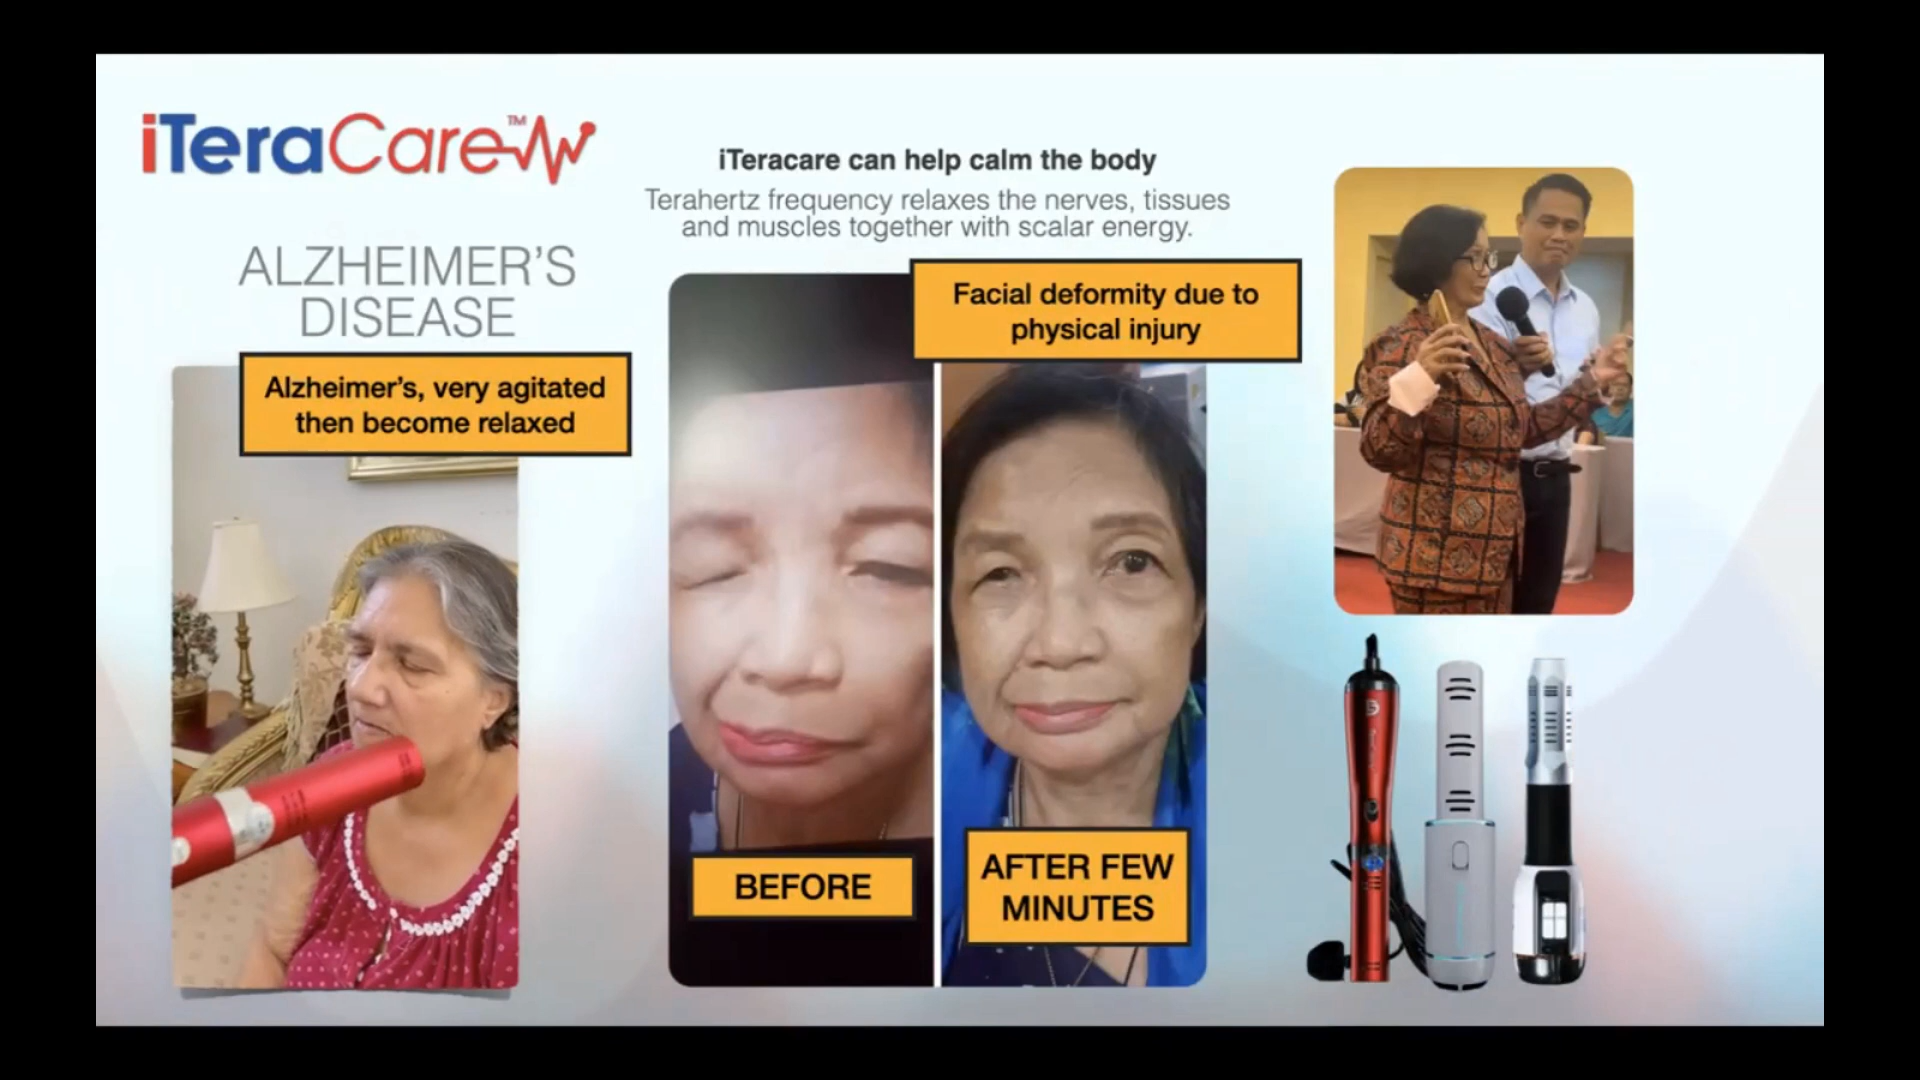 iTeraCare™
iTeracare can help calm the body
Terahertz frequency relaxes the nerves, tissues
and muscles together with scalar energy.
ALZHEIMER'S
DISEASE
Alzheimer's, very agitated
then become relaxed
Facial deformity due to
physical injury
BEFORE
AFTER FEW
MINUTES